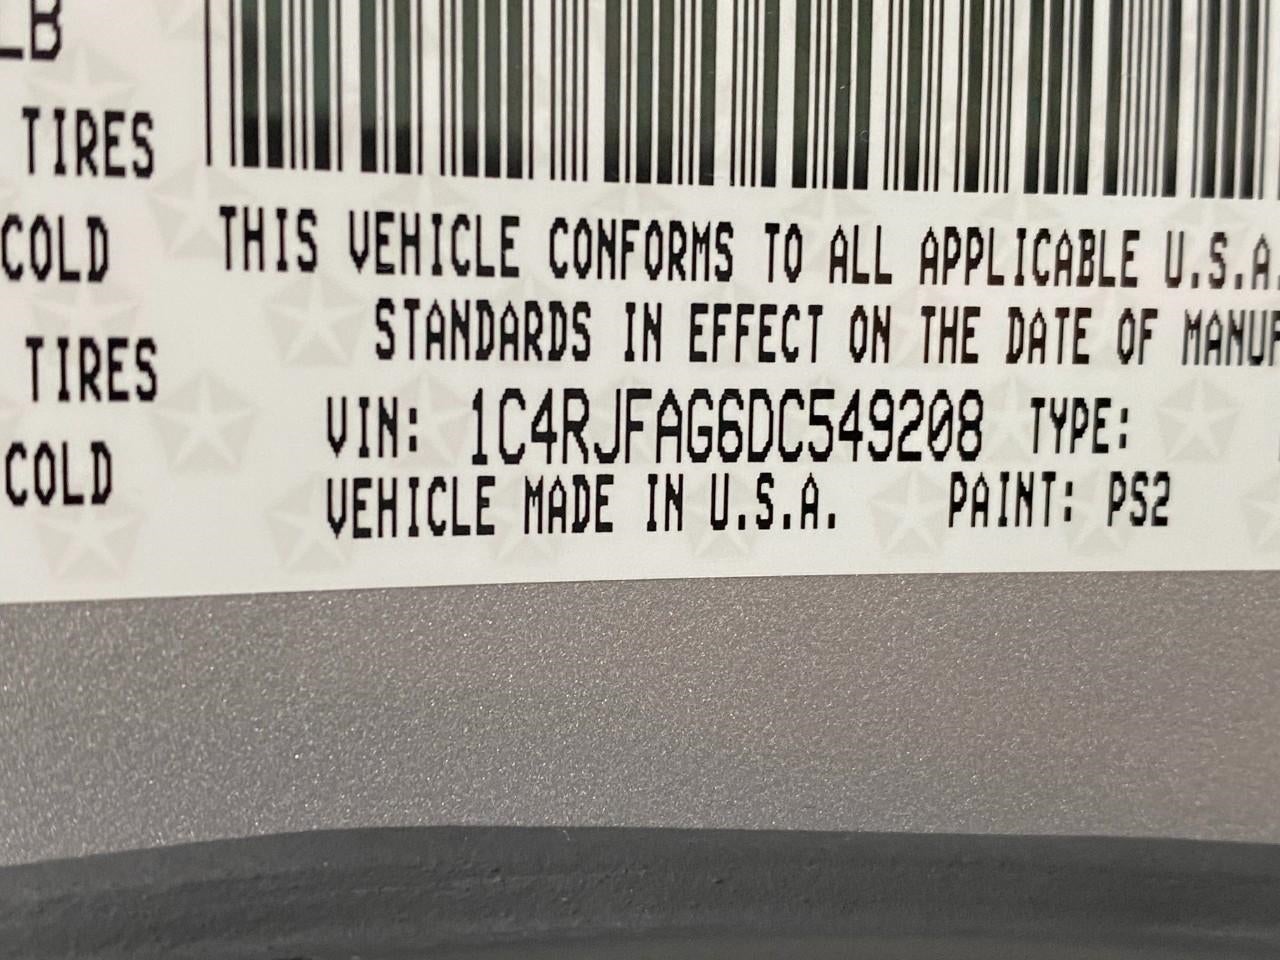 LB
TIRES
COLD
TIRES
COLD
THIS VEHICLE CONFORMS TO ALL APPLICABLE U.S.A.
STANDARDS IN EFFECT ON THE DATE OF MANUF
VIN: 1C4RJFAG6DC549208 TYPE:
VEHICLE MADE IN U.S.A. PAINT: PS2